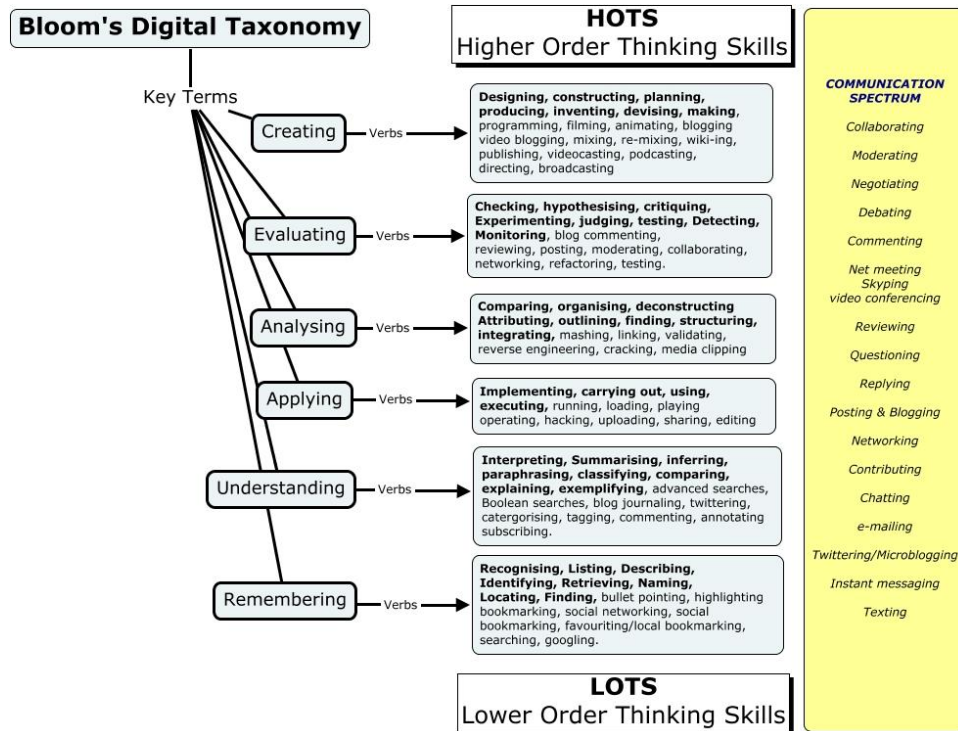 Bloom's Digital Taxonomy
HOTS
Higher Order Thinking Skills
Key Terms
Creating
Verbs
Designing, constructing, planning,
producing, inventing, devising, making,
programming, filming, animating, blogging
video blogging, mixing, re-mixing, wiki-ing,
publishing, videocasting, podcasting,
directing, broadcasting
Evaluating
Verbs
Checking, hypothesising, critiquing,
Experimenting, judging, testing, Detecting,
Monitoring, blog commenting,
reviewing, posting, moderating, collaborating,
networking, refactoring, testing.
Analysing
Verbs
Comparing, organising, deconstructing
Attributing, outlining, finding, structuring,
integrating, mashing, linking, validating,
reverse engineering, cracking, media clipping
Applying
Verbs
Implementing, carrying out, using,
executing, running, loading, playing
operating, hacking, uploading, sharing, editing
Understanding
Verbs
Interpreting, Summarising, inferring,
paraphrasing, classifying, comparing,
explaining, exemplifying, advanced searches,
Boolean searches, blog journaling, twittering,
catergorising, tagging, commenting, annotating
subscribing.
Remembering
Verbs
Recognising, Listing, Describing,
Identifying, Retrieving, Naming,
Locating, Finding, bullet pointing, highlighting
bookmarking, social networking, social
bookmarking, favouriting/local bookmarking,
searching, googling.
LOTS
Lower Order Thinking Skills
COMMUNICATION
SPECTRUM
Collaborating
Moderating
Negotiating
Debating
Commenting
Net meeting
Skyping
video conferencing
Reviewing
Questioning
Replying
Posting & Blogging
Networking
Contributing
Chatting
e-mailing
Twittering/Microblogging
Instant messaging
Texting